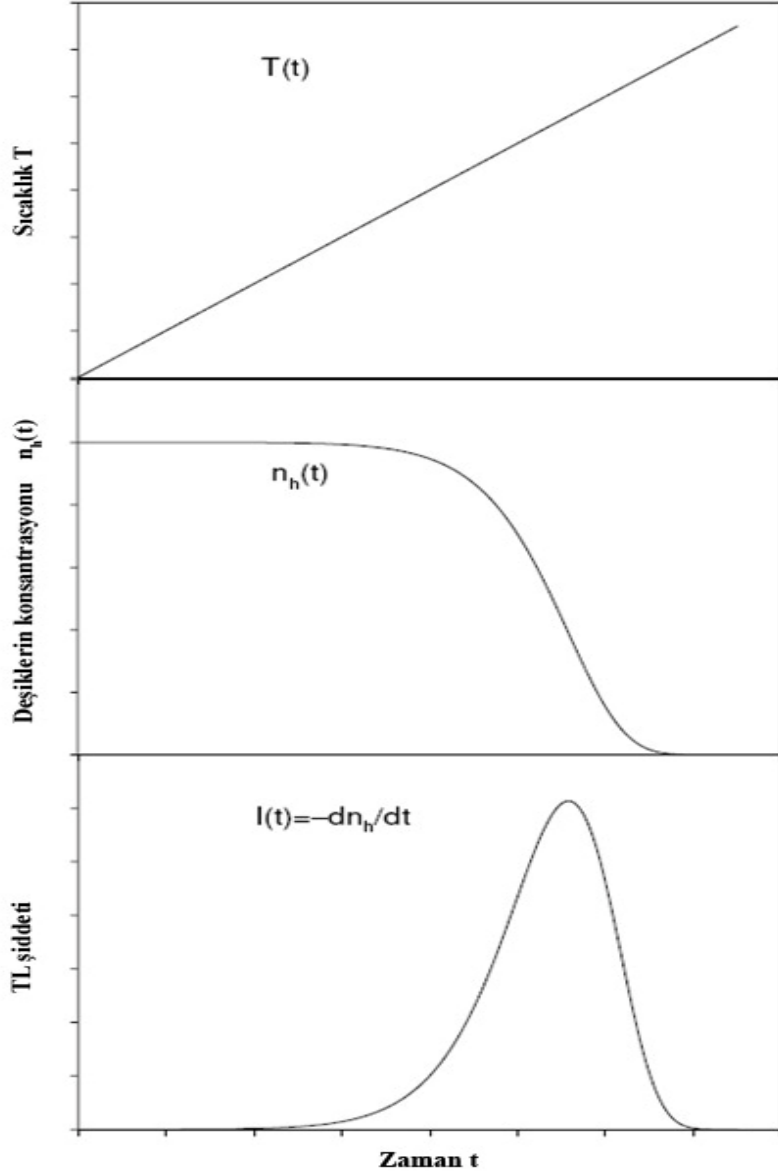 T(t)
Sıcaklık T
n_h(t)
Deşiklerin konsantrasyonu n_h(t)
I(t)=–dn_h/dt
TL şiddeti
Zaman t